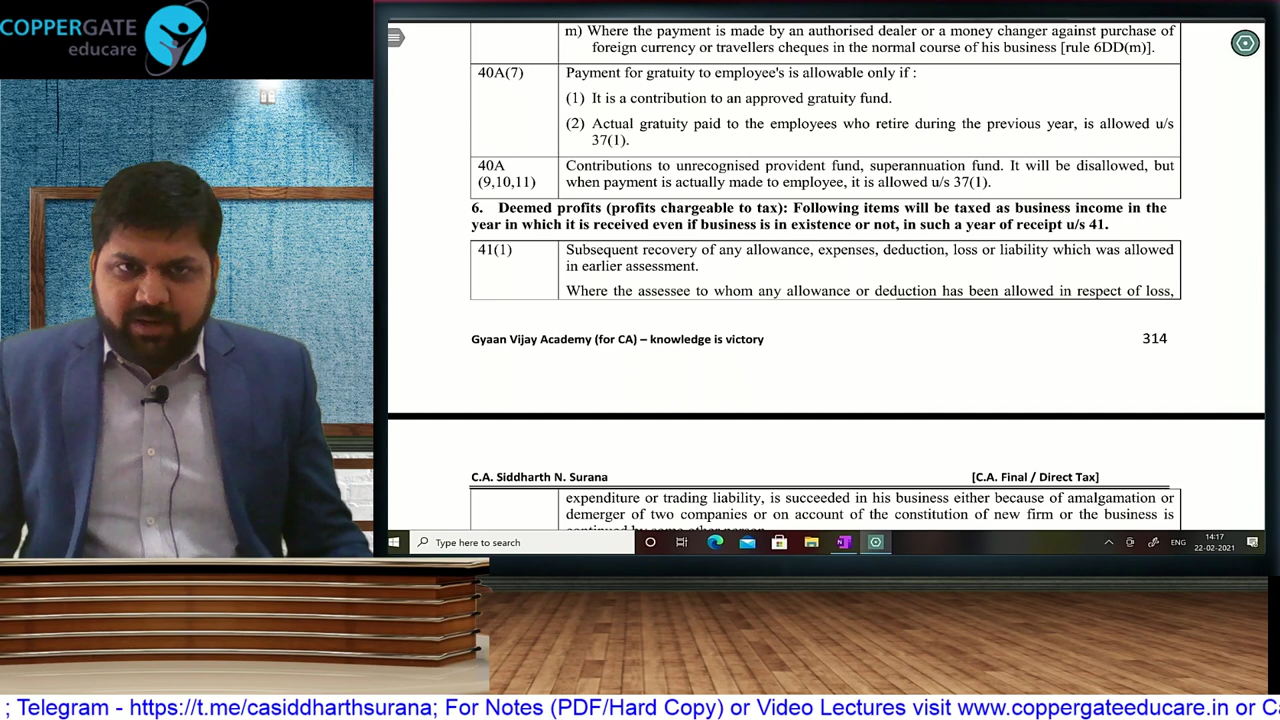 COPPERGATE
educare
m) Where the payment is made by an authorised dealer or a money changer against purchase of
foreign currency or travellers cheques in the normal course of his business [rule 6DD(m)].
40A(7)
Payment for gratuity to employee's is allowable only if :
(1) It is a contribution to an approved gratuity fund.
(2) Actual gratuity paid to the employees who retire during the previous year, is allowed u/s
37(1).
40A
(9,10,11)
Contributions to unrecognised provident fund, superannuation fund. It will be disallowed, but
when payment is actually made to employee, it is allowed u/s 37(1).
6. Deemed profits (profits chargeable to tax): Following items will be taxed as business income in the
year in which it is received even if business is in existence or not, in such a year of receipt u/s 41.
41(1)
Subsequent recovery of any allowance, expenses, deduction, loss or liability which was allowed
in earlier assessment.
Where the assessee to whom any allowance or deduction has been allowed in respect of loss,
Gyaan Vijay Academy (for CA) – knowledge is victory
314
C.A. Siddharth N. Surana
[C.A. Final / Direct Tax]
expenditure or trading liability, is succeeded in his business either because of amalgamation or
demerger of two companies or on account of the constitution of new firm or the business is
continued by some other person
Type here to search
ENG
14:17
22-02-2021
; Telegram - https://t.me/casiddharthsurana; For Notes (PDF/Hard Copy) or Video Lectures visit www.coppergateeducare.in or